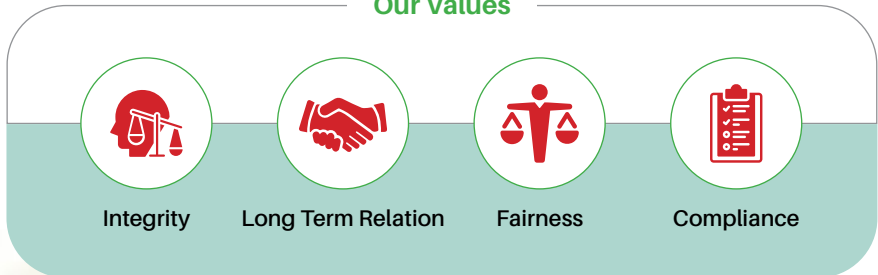 Our Values
Integrity
Long Term Relation
Fairness
Compliance